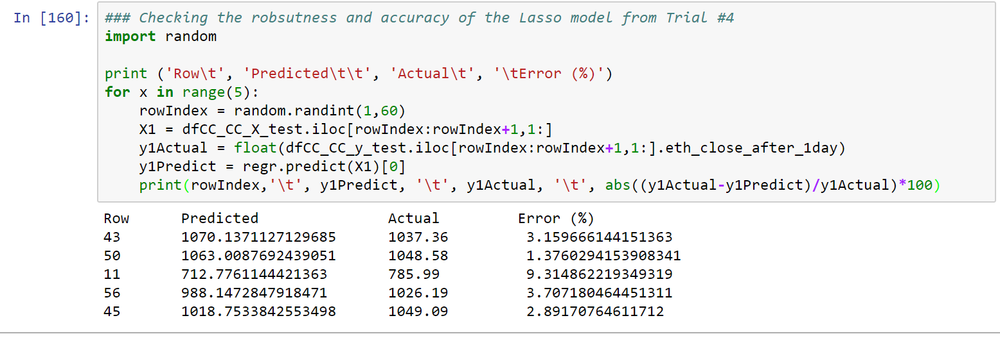 In [160]: ### Checking the robsutness and accuracy of the Lasso model from Trial #4
import random
print ('Row\t', 'Predicted\t\t', 'Actual\t', '\tError (%)')
for x in range(5):
    rowIndex = random.randint(1,60)
    X1 = dfCC_CC_X_test.iloc[rowIndex:rowIndex+1,1:]
    y1Actual = float(dfCC_CC_y_test.iloc[rowIndex:rowIndex+1,1:].eth_close_after_1day)
    y1Predict = regr.predict(X1)[0]
    print(rowIndex,'\t', y1Predict, '\t', y1Actual, '\t', abs((y1Actual-y1Predict)/y1Actual)*100)
Row Predicted Actual Error (%)
43 1070.1371127129685 1037.36 3.159666144151363
50 1063.0087692439051 1048.58 1.3760294153908341
11 712.7761144421363 785.99 9.314862219349319
56 988.1472847918471 1026.19 3.707180464451311
45 1018.7533842553498 1049.09 2.89170764611712